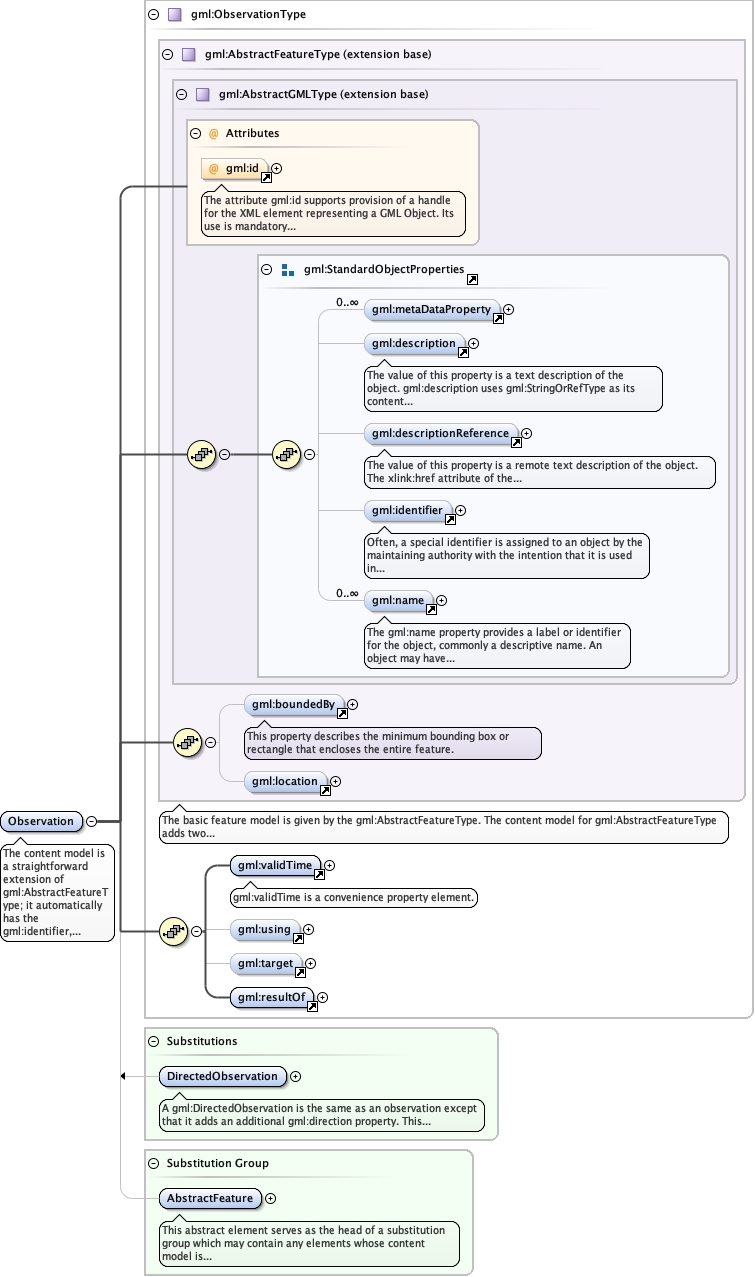 gml:ObservationType
gml:AbstractFeatureType (extension base)
gml:AbstractGMLType (extension base)
@ Attributes
@ gml:id
The attribute gml:id supports provision of a handle
for the XML element representing a GML Object. Its
use is mandatory...
gml:StandardObjectProperties
0..∞
gml:metaDataProperty
gml:description
The value of this property is a text description of the
object. gml:description uses gml:StringOrRefType as its
content...
gml:descriptionReference
The value of this property is a remote text description of the object.
The xlink:href attribute of the...
gml:identifier
Often, a special identifier is assigned to an object by the
maintaining authority with the intention that it is used
in...
0..∞
gml:name
The gml:name property provides a label or identifier
for the object, commonly a descriptive name. An
object may have...
gml:boundedBy
This property describes the minimum bounding box or
rectangle that encloses the entire feature.
gml:location
The basic feature model is given by the gml:AbstractFeatureType. The content model for gml:AbstractFeatureType
adds two...
Observation
The content model is
a straightforward
extension of
gml:AbstractFeatureT
ype; it automatically
has the
gml:identifier,...
gml:validTime
gml:validTime is a convenience property element.
gml:using
gml:target
gml:resultOf
Substitutions
DirectedObservation
A gml:DirectedObservation is the same as an observation except
that it adds an additional gml:direction property. This...
Substitution Group
AbstractFeature
This abstract element serves as the head of a substitution
group which may contain any elements whose content
model is...